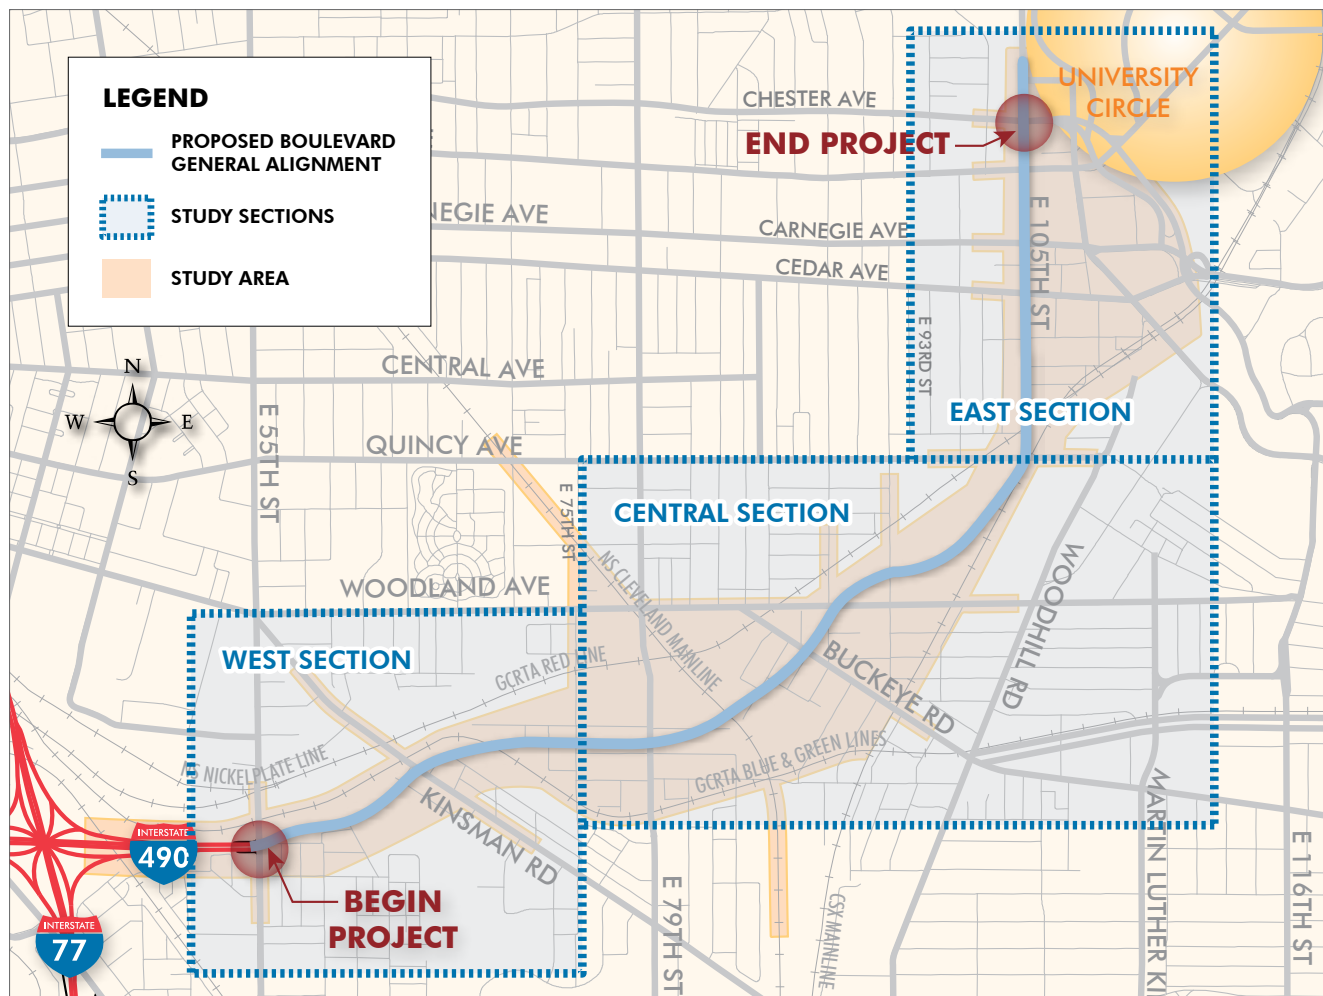 LEGEND
PROPOSED BOULEVARD
GENERAL ALIGNMENT
STUDY SECTIONS
STUDY AREA
UNIVERSITY
CIRCLE
CHESTER AVE
END PROJECT
NEGIE AVE
CARNEGIE AVE
CEDAR AVE
E 105TH ST
E 93RD ST
N
W
E
S
CENTRAL AVE
E 55TH ST
QUINCY AVE
EAST SECTION
E 75TH ST
CENTRAL SECTION
NS CLEVELAND MAINLINE
WOODLAND AVE
WOODHILL RD
WEST SECTION
GCRTA RED LINE
BUCKEYE RD
NS NICKELPLATE LINE
GCRTA BLUE & GREEN LINES
KINSMAN RD
MARTIN LUTHER KI
INTERSTATE
490
BEGIN
PROJECT
E 79TH ST
CSX MAINLINE
E 116TH ST
INTERSTATE
77